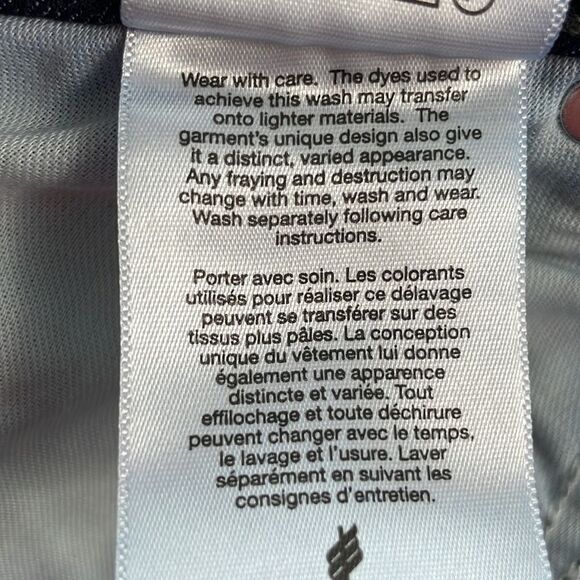 Wear with care. The dyes used to
achieve this wash may transfer
onto lighter materials. The
garment's unique design also give
it a distinct, varied appearance.
Any fraying and destruction may
change with time, wash and wear.
Wash separately following care
instructions.
Porter avec soin. Les colorants
utilisés pour réaliser ce délavage
peuvent se transférer sur des
tissus plus pâles. La conception
unique du vêtement lui donne
également une apparence
distincte et variée. Tout
effilochage et toute déchirure
peuvent changer avec le temps,
le lavage et l'usure. Laver
séparément en suivant les
consignes d'entretien.